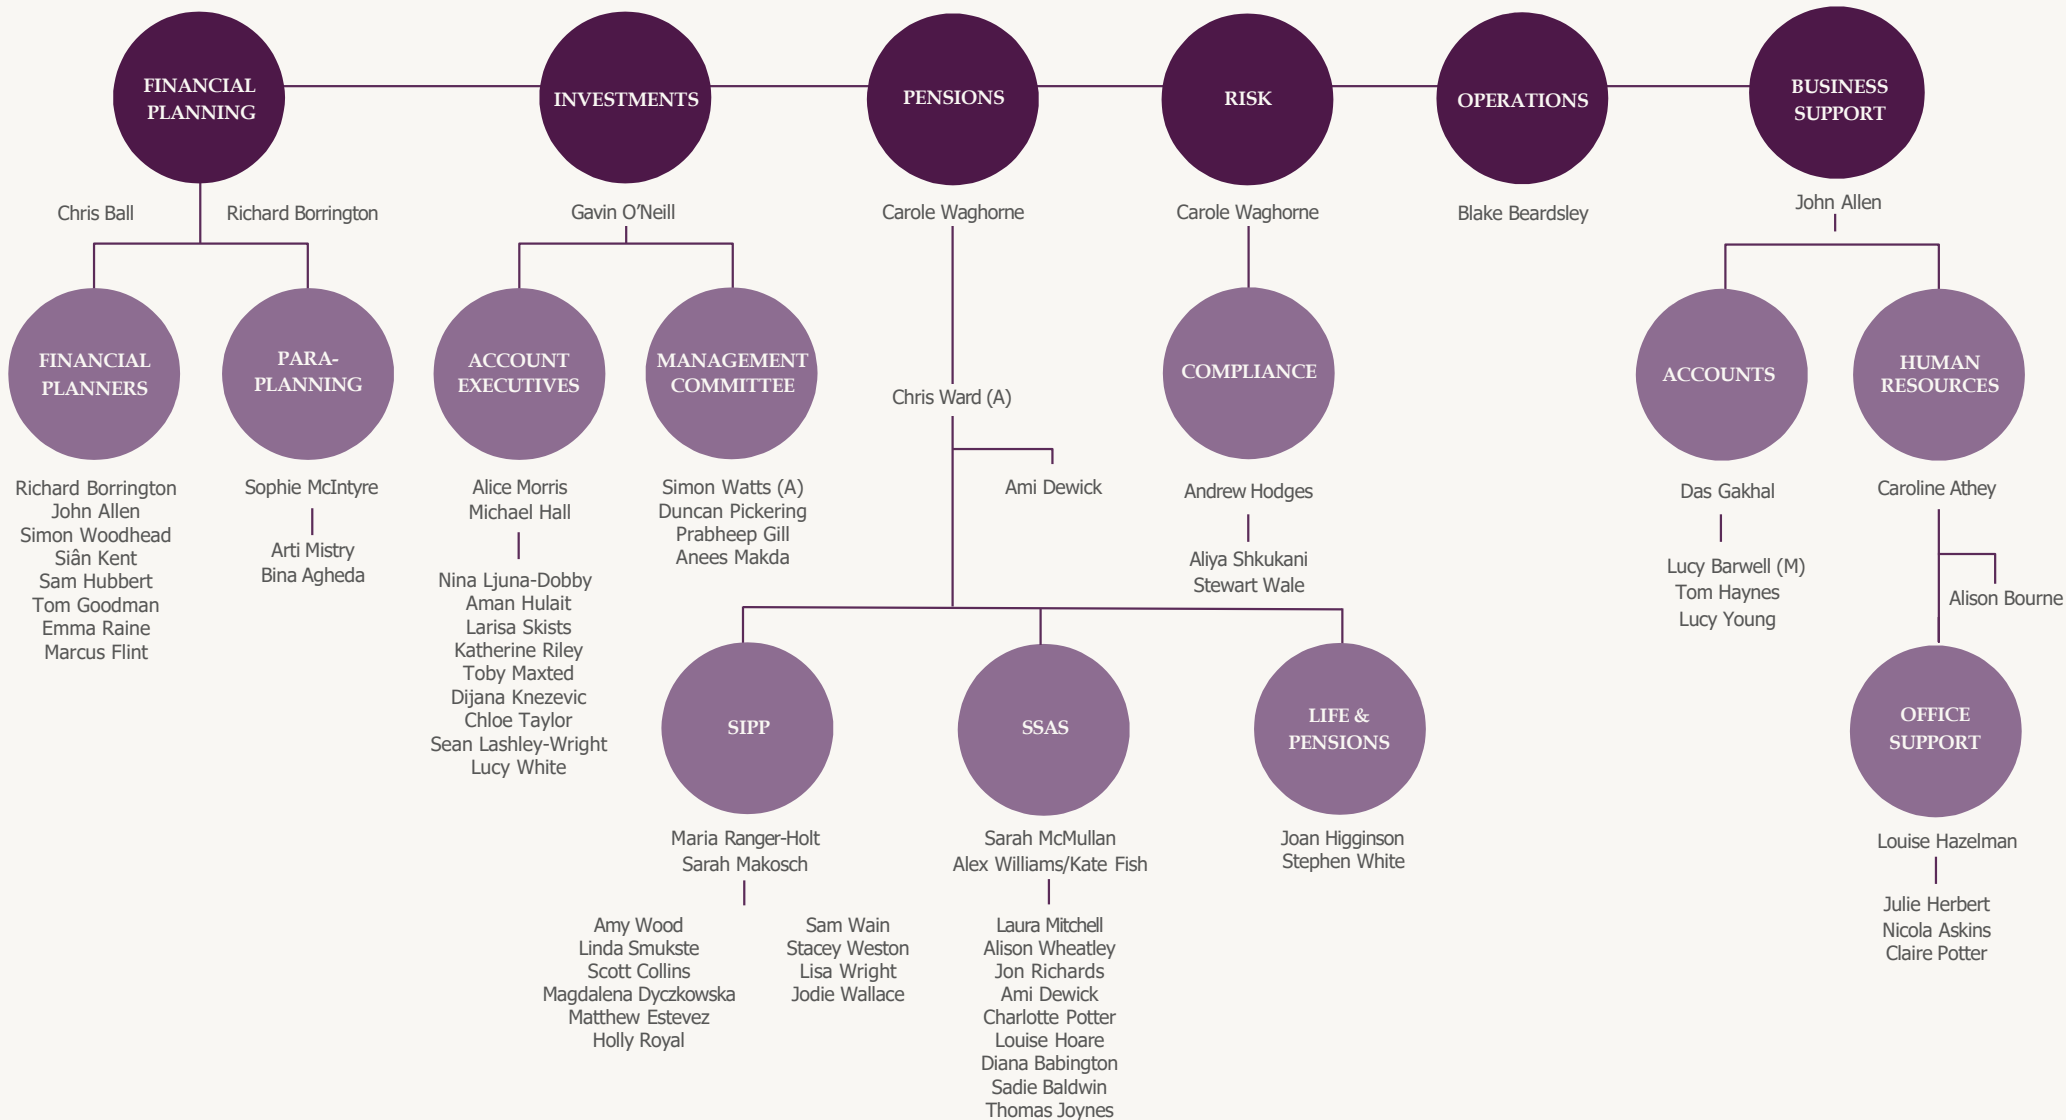 FINANCIAL
PLANNING
INVESTMENTS
PENSIONS
RISK
OPERATIONS
BUSINESS
SUPPORT
Chris Ball
Richard Borrington
Gavin O’Neill
Carole Waghorne
Carole Waghorne
Blake Beardsley
John Allen
FINANCIAL
PLANNERS
PARA-
PLANNING
ACCOUNT
EXECUTIVES
MANAGEMENT
COMMITTEE
Chris Ward (A)
COMPLIANCE
ACCOUNTS
HUMAN
RESOURCES
Richard Borrington
John Allen
Simon Woodhead
Siân Kent
Sam Hubbert
Tom Goodman
Emma Raine
Marcus Flint
Sophie McIntyre
Arti Mistry
Bina Agheda
Alice Morris
Michael Hall
Nina Ljuna-Dobby
Aman Hulait
Larisa Skists
Katherine Riley
Toby Maxted
Dijana Knezevic
Chloe Taylor
Sean Lashley-Wright
Lucy White
Simon Watts (A)
Duncan Pickering
Prabheep Gill
Anees Makda
Ami Dewick
Andrew Hodges
Aliya Shkukani
Stewart Wale
Das Gakhal
Lucy Barwell (M)
Tom Haynes
Lucy Young
Caroline Athey
Alison Bourne
SIPP
SSAS
LIFE &
PENSIONS
OFFICE
SUPPORT
Maria Ranger-Holt
Sarah Makosch
Amy Wood
Linda Smukste
Scott Collins
Magdalena Dyczkowska
Matthew Estevez
Holly Royal
Sam Wain
Stacey Weston
Lisa Wright
Jodie Wallace
Sarah McMullan
Alex Williams/Kate Fish
Laura Mitchell
Alison Wheatley
Jon Richards
Ami Dewick
Charlotte Potter
Louise Hoare
Diana Babington
Sadie Baldwin
Thomas Joynes
Joan Higginson
Stephen White
Louise Hazelman
Julie Herbert
Nicola Askins
Claire Potter